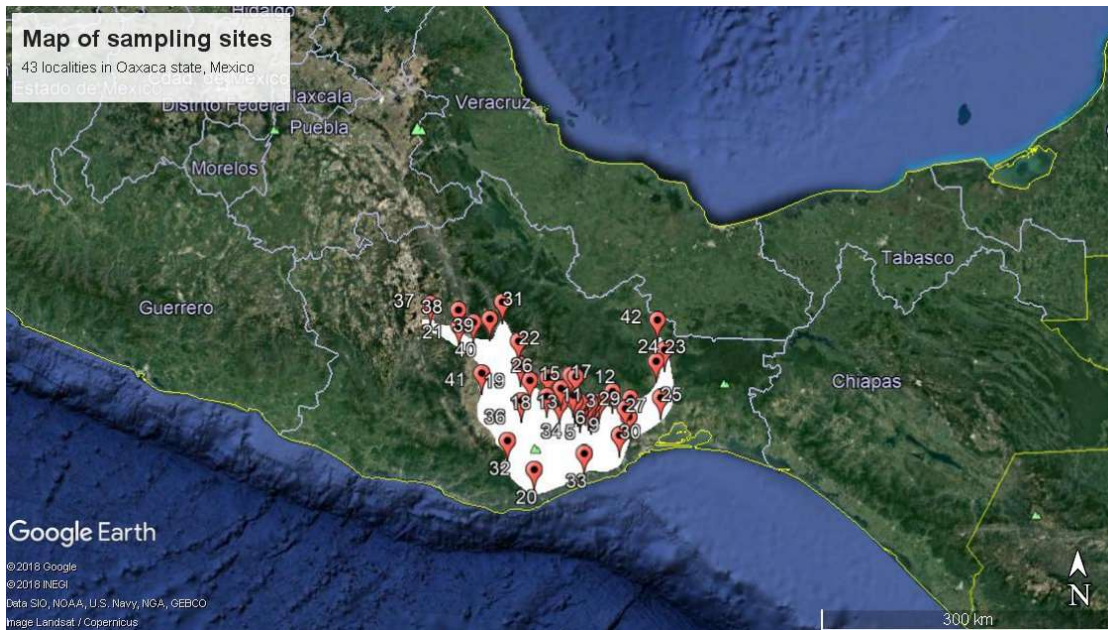 Hidalgo
Map of sampling sites
43 localities in Oaxaca state, Mexico
Estado de México
Distrito Federal
Tlaxcala
Veracruz
Puebla
Morelos
Tabasco
Guerrero
Chiapas
37
38
31
42
21
39
40
22
24
23
26
15
17
12
41
19
25
18
13
11
3
29
27
36
34
5
6
9
30
32
33
20
Google Earth
©2018 Google
©2018 INEGI
Data SIO, NOAA, U.S. Navy, NGA, GEBCO
Image Landsat / Copernicus
N
300 km